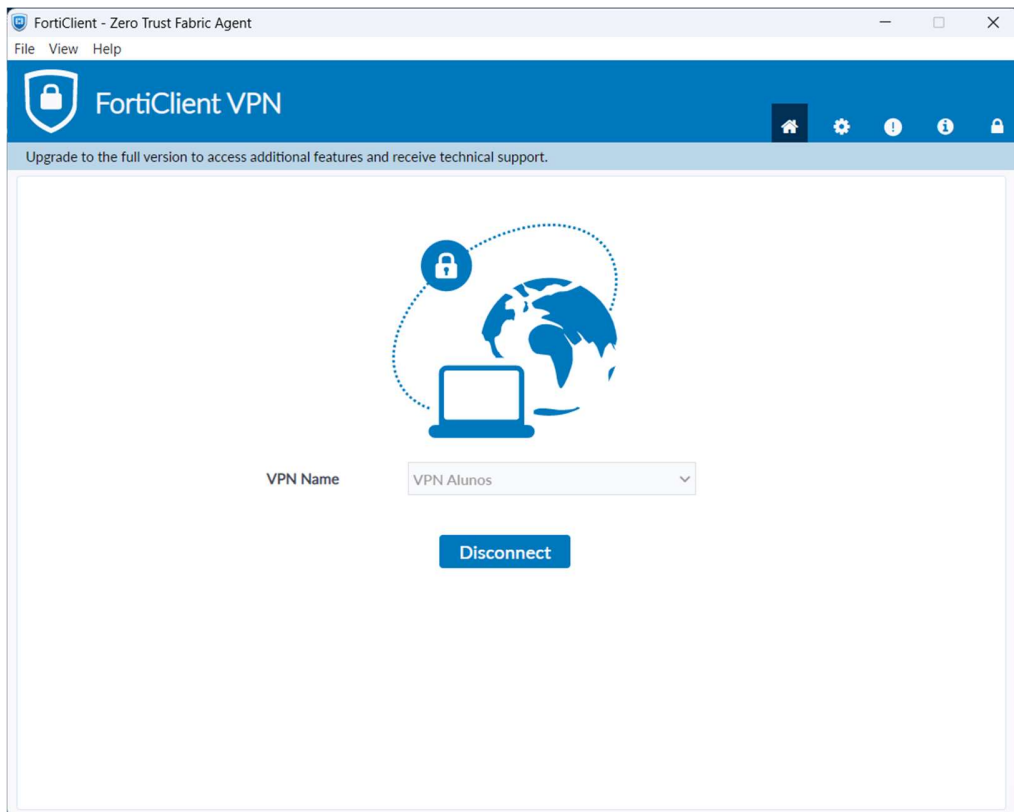 FortiClient - Zero Trust Fabric Agent
File View Help
FortiClient VPN
Upgrade to the full version to access additional features and receive technical support.
VPN Name VPN Alunos
Disconnect